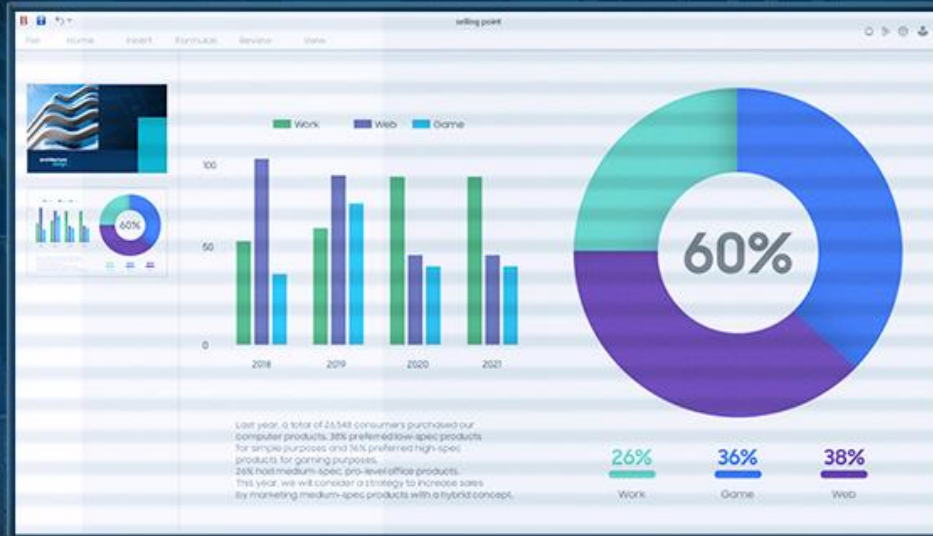 selling point
File Home Insert Formulas Review View
architecture
design
Work Web Game
100
50
0
2018 2019 2020 2021
60%
60%
Last year, a total of 26,548 consumers purchased our
computer products. 38% preferred low-spec products
for simple purposes and 36% preferred high-spec
products for gaming purposes.
26% had medium-spec, pro-level office products.
This year, we will consider a strategy to increase sales
by marketing medium-spec products with a hybrid concept.
26% 36% 38%
Work Game Web